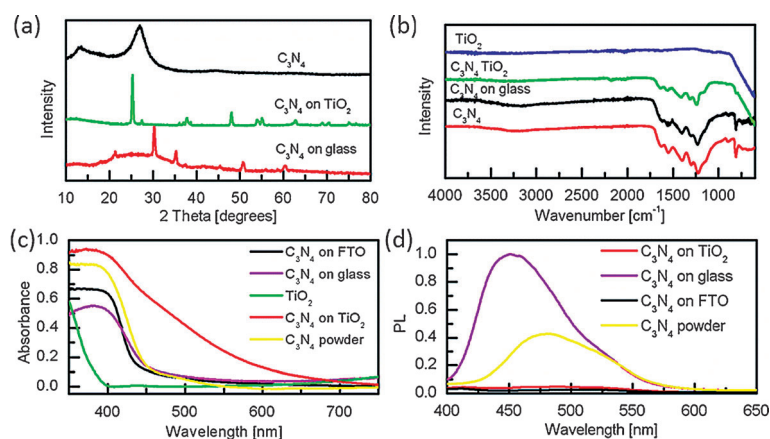 (a)
Intensity
C₃N₄
C₃N₄ on TiO₂
C₃N₄ on glass
10 20 30 40 50 60 70 80
2 Theta [degrees]
(b)
Intensity
TiO₂
C₃N₄ TiO₂
C₃N₄ on glass
C₃N₄
4000 3500 3000 2500 2000 1500 1000
Wavenumber [cm⁻¹]
(c)
Absorbance
1.0
0.8
0.6
0.4
0.2
0.0
C₃N₄ on FTO
C₃N₄ on glass
TiO₂
C₃N₄ on TiO₂
C₃N₄ powder
400 500 600 700
Wavelength [nm]
(d)
PL
1.0
0.8
0.6
0.4
0.2
0.0
C₃N₄ on TiO₂
C₃N₄ on glass
C₃N₄ on FTO
C₃N₄ powder
400 450 500 550 600 650
Wavelength [nm]